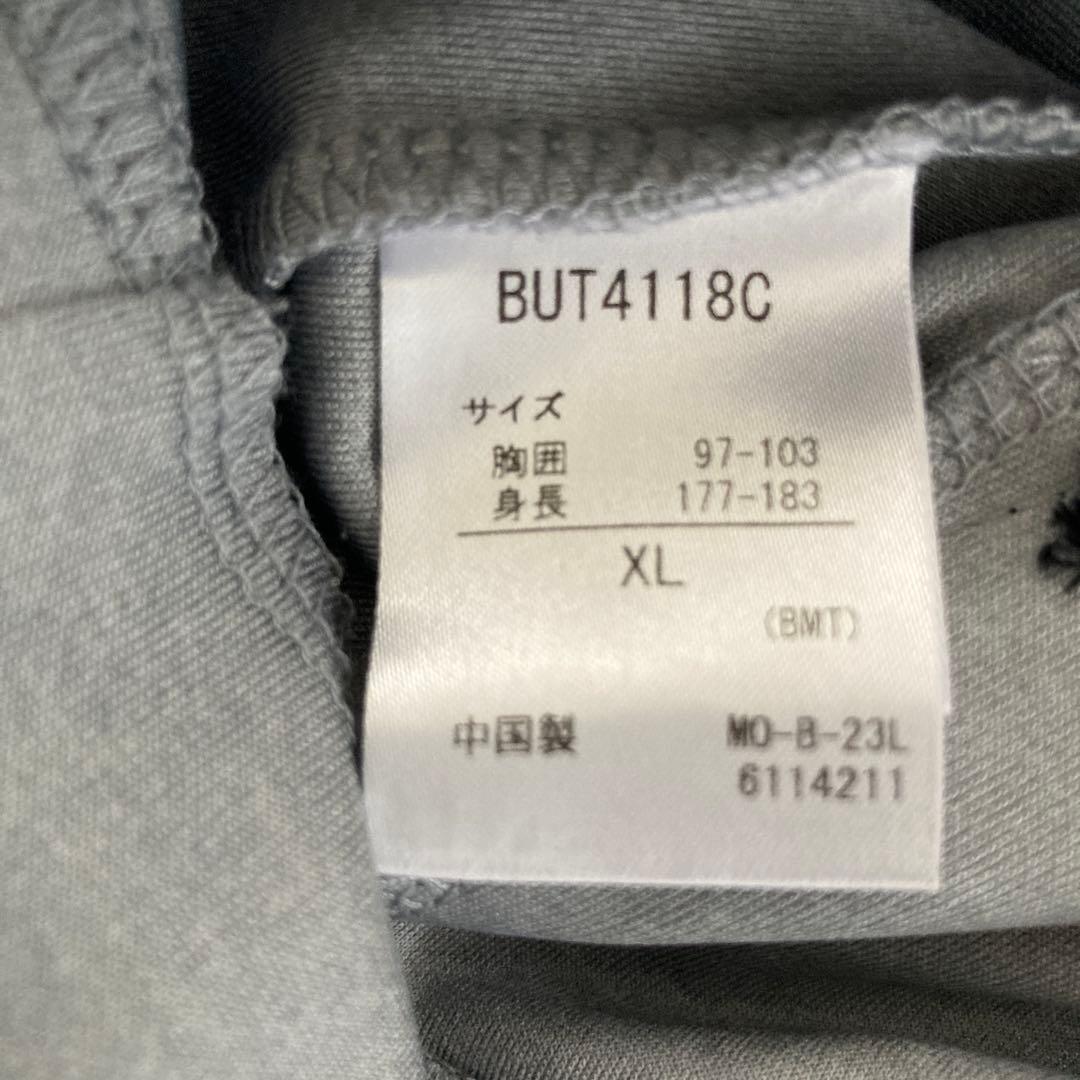 BUT4118C
サイズ
胸囲 97-103
身長 177-183
XL
(BMT)
中国製 MO-B-23L
6114211